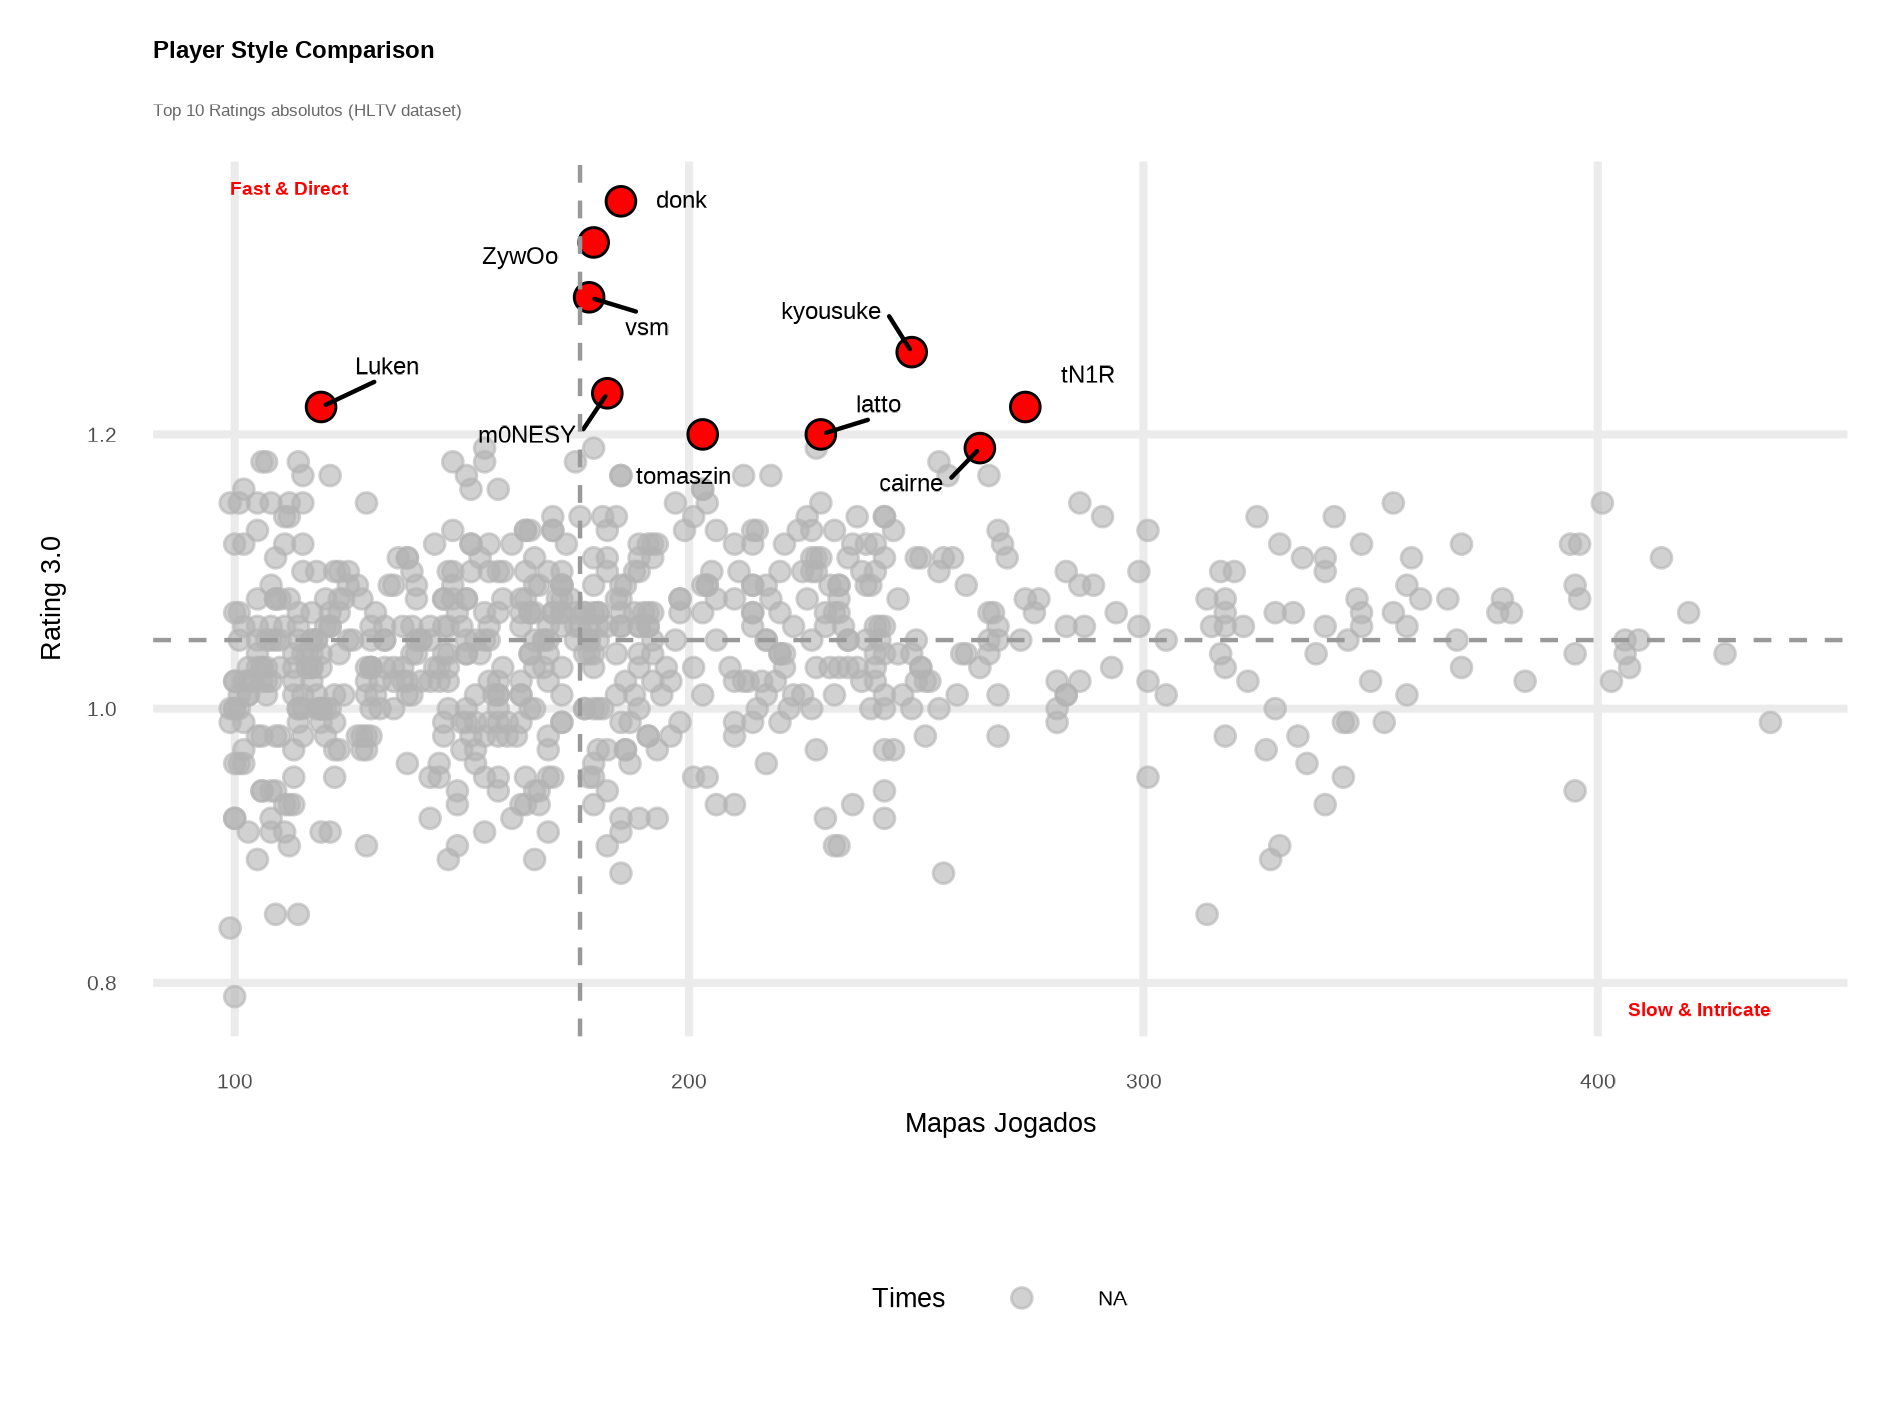 Player Style Comparison
Top 10 Ratings absolutos (HLTV dataset)
Fast & Direct
donk
ZywOo
vsm
kyousuke
Luken
tN1R
latto
m0NESY
tomaszin
cairne
1.2
1.0
0.8
Rating 3.0
Slow & Intricate
100
200
300
400
Mapas Jogados
Times
NA